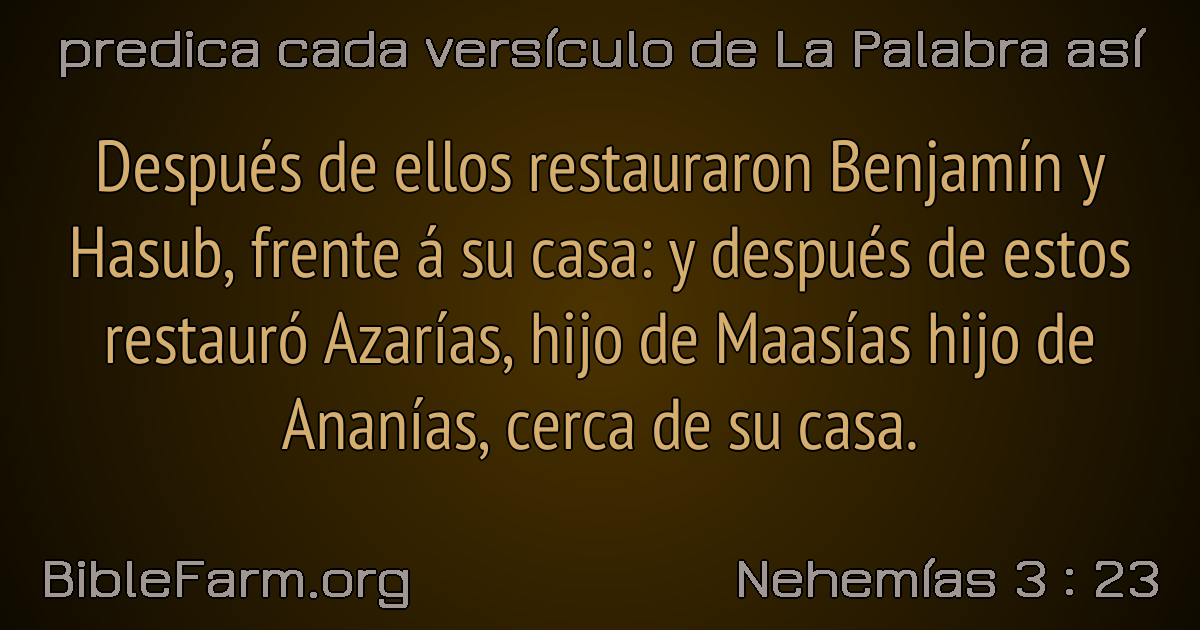 predica cada versículo de La Palabra así
Después de ellos restauraron Benjamín y
Hasub, frente á su casa: y después de estos
restauró Azarías, hijo de Maasías hijo de
Ananías, cerca de su casa.
BibleFarm.org
Nehemías 3 : 23